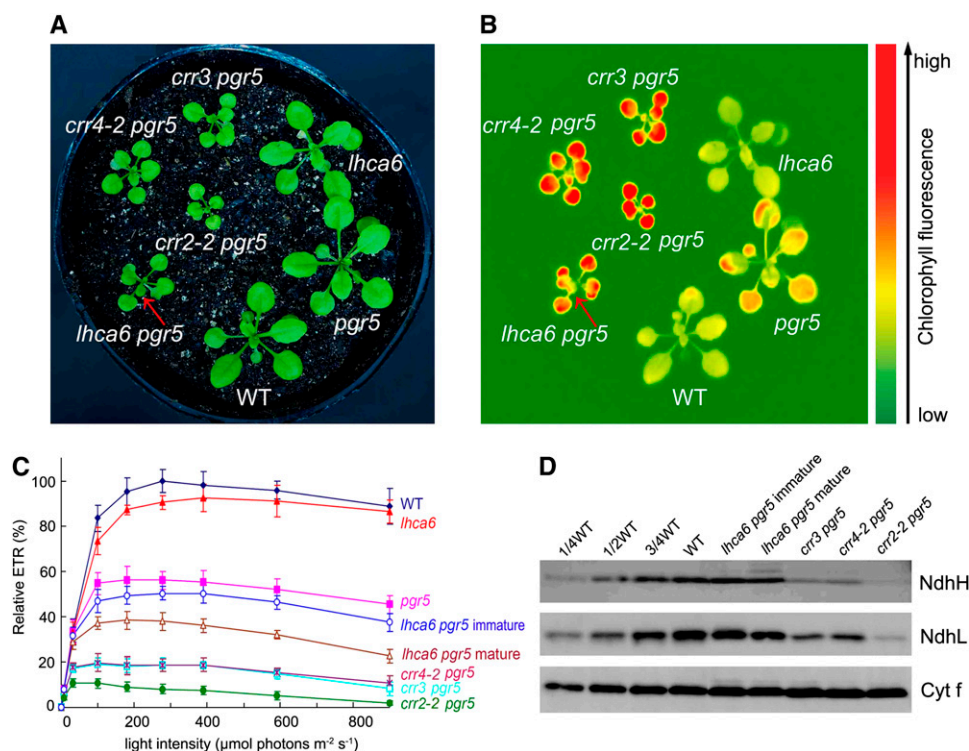 A
crr3 pgr5
crr4-2 pgr5
lhca6
crr2-2 pgr5
pgr5
lhca6 pgr5
WT
B
crr3 pgr5
crr4-2 pgr5
lhca6
crr2-2 pgr5
pgr5
lhca6 pgr5
WT
high
Chlorophyll fluorescence
low
C
Relative ETR (%)
100
80
60
40
20
0
0 200 400 600 800
light intensity (μmol photons m-2 s-1)
WT
lhca6
pgr5
lhca6 pgr5 immature
lhca6 pgr5 mature
crr4-2 pgr5
crr3 pgr5
crr2-2 pgr5
D
1/4WT
1/2WT
3/4WT
WT
lhca6 pgr5 immature
lhca6 pgr5 mature
crr3 pgr5
crr4-2 pgr5
crr2-2 pgr5
NdhH
NdhL
Cyt f